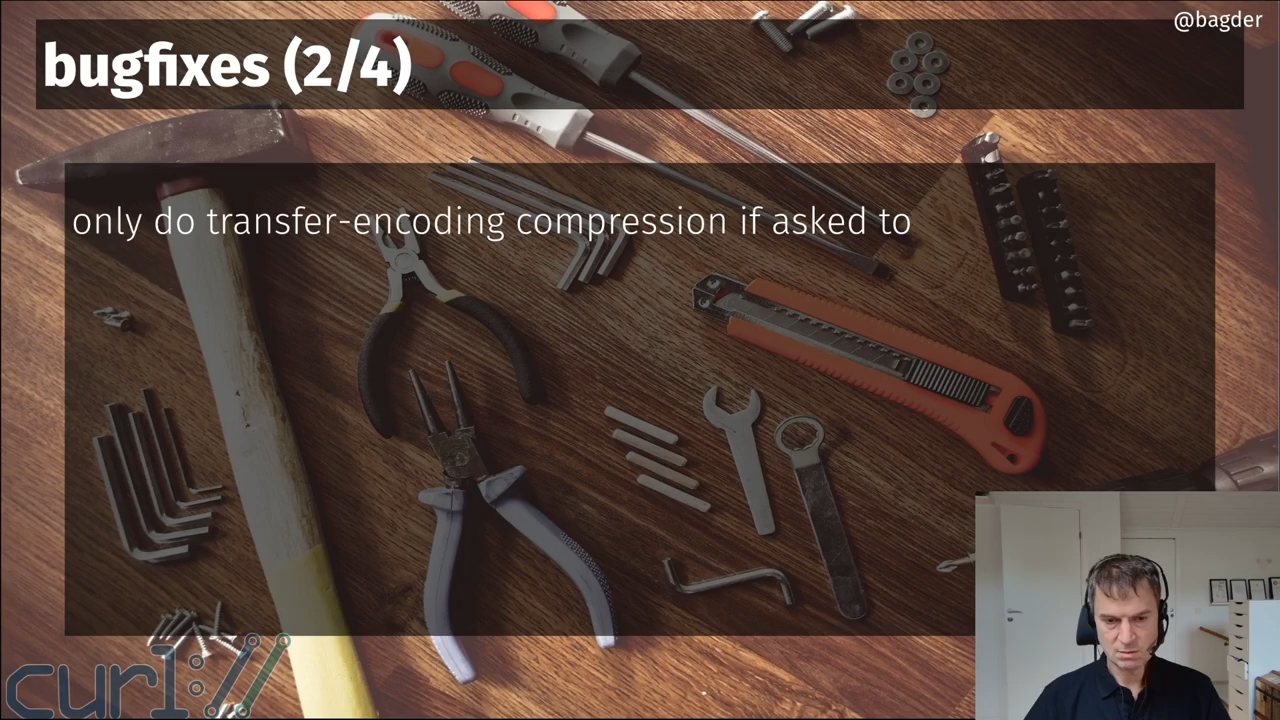 @bagder
bugfixes (2/4)
only do transfer-encoding compression if asked to
curl://